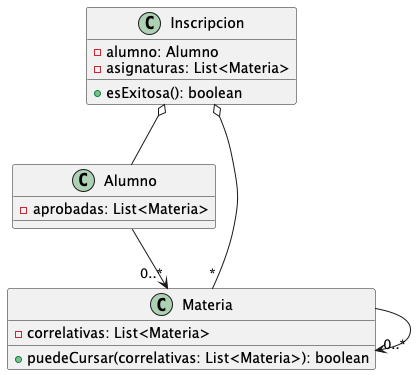 C Inscripcion
alumno: Alumno
asignaturas: List<Materia>
esExitosa(): boolean
C Alumno
aprobadas: List<Materia>
0..*
*
C Materia
correlativas: List<Materia>
puedeCursar(correlativas: List<Materia>): boolean
0..*